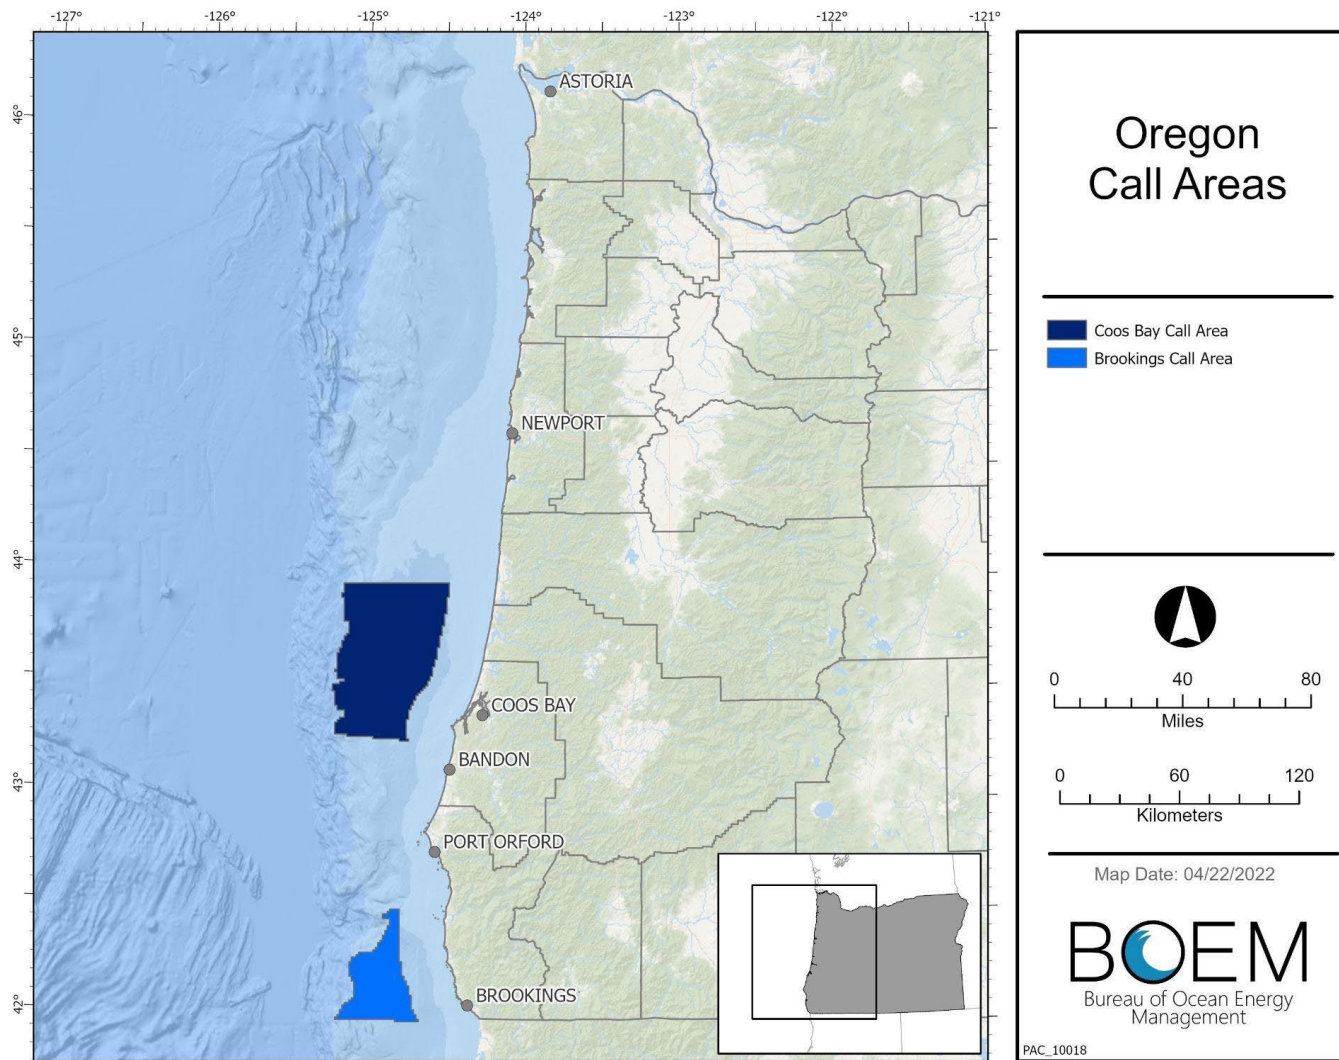 -127° -126° -125° -124° -123° -122° -121°
46°
45°
44°
43°
42°
ASTORIA
NEWPORT
COOS BAY
BANDON
PORT ORFORD
BROOKINGS
Oregon
Call Areas
Coos Bay Call Area
Brookings Call Area
0 40 80
Miles
0 60 120
Kilometers
Map Date: 04/22/2022
BOEM
Bureau of Ocean Energy
Management
PAC_10018